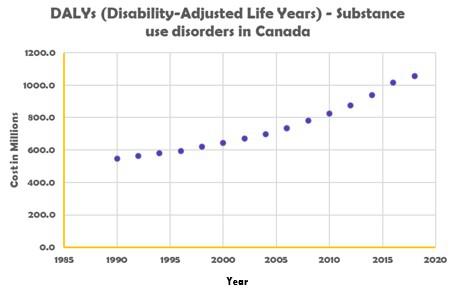 DALYs (Disability-Adjusted Life Years) - Substance
use disorders in Canada
1200.0
1000.0
800.0
600.0
400.0
200.0
0.0
Cost in Millions
1985 1990 1995 2000 2005 2010 2015 2020
Year